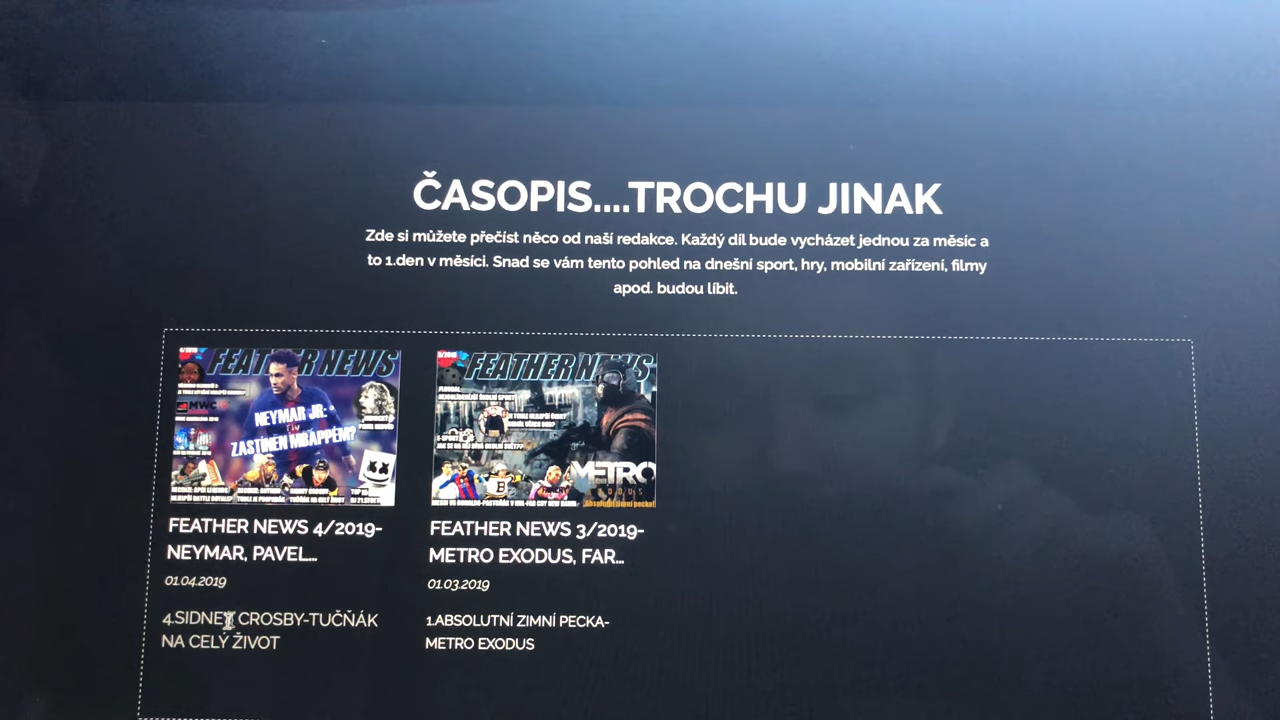 ČASOPIS....TROCHU JINAK
Zde si můžete přečíst něco od naší redakce. Každý díl bude vycházet jednou za měsíc a
to 1.den v měsíci. Snad se vám tento pohled na dnešní sport, hry, mobilní zařízení, filmy
apod. budou líbit.
FEATHER NEWS
NEYMAR JR:
ZASTÍNEN MBAPPÉM?
MWC
FEATHER NEWS 4/2019-
NEYMAR, PAVEL...
01.04.2019
4.SIDNEY CROSBY-TUČŇÁK
NA CELÝ ŽIVOT
FEATHER NEWS
METRO
EXODUS
FEATHER NEWS 3/2019-
METRO EXODUS, FAR...
01.03.2019
1.ABSOLUTNÍ ZIMNÍ PECKA-
METRO EXODUS